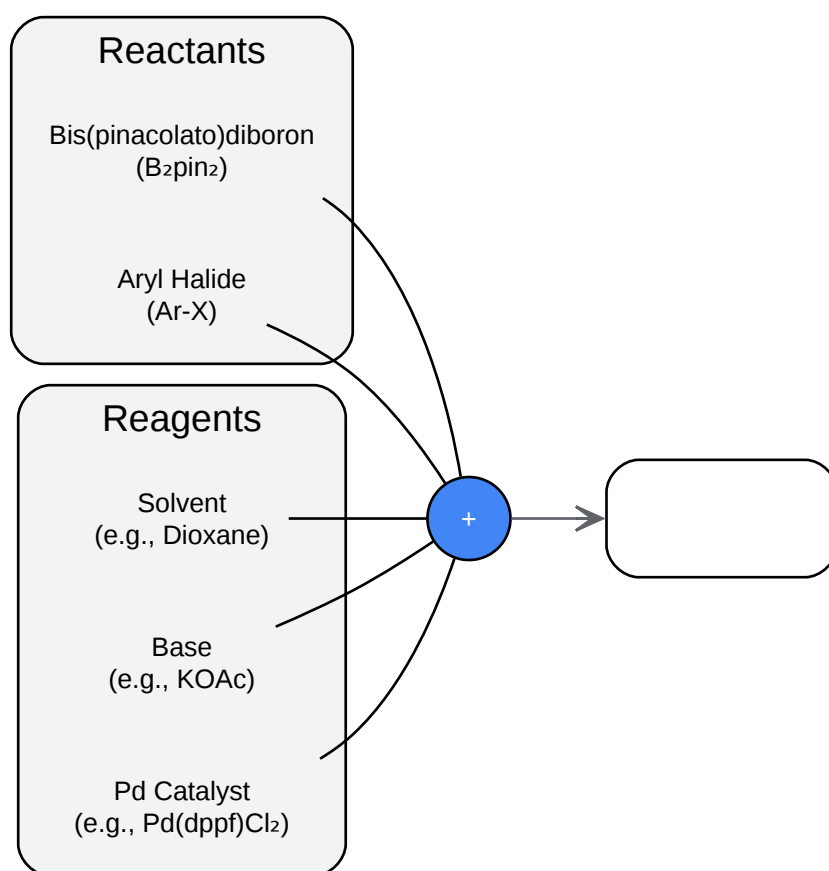 Reactants
Bis(pinacolato)diboron
(B₂pin₂)
Aryl Halide
(Ar-X)
Reagents
Solvent
(e.g., Dioxane)
+
Base
(e.g., KOAc)
Pd Catalyst
(e.g., Pd(dppf)Cl₂)